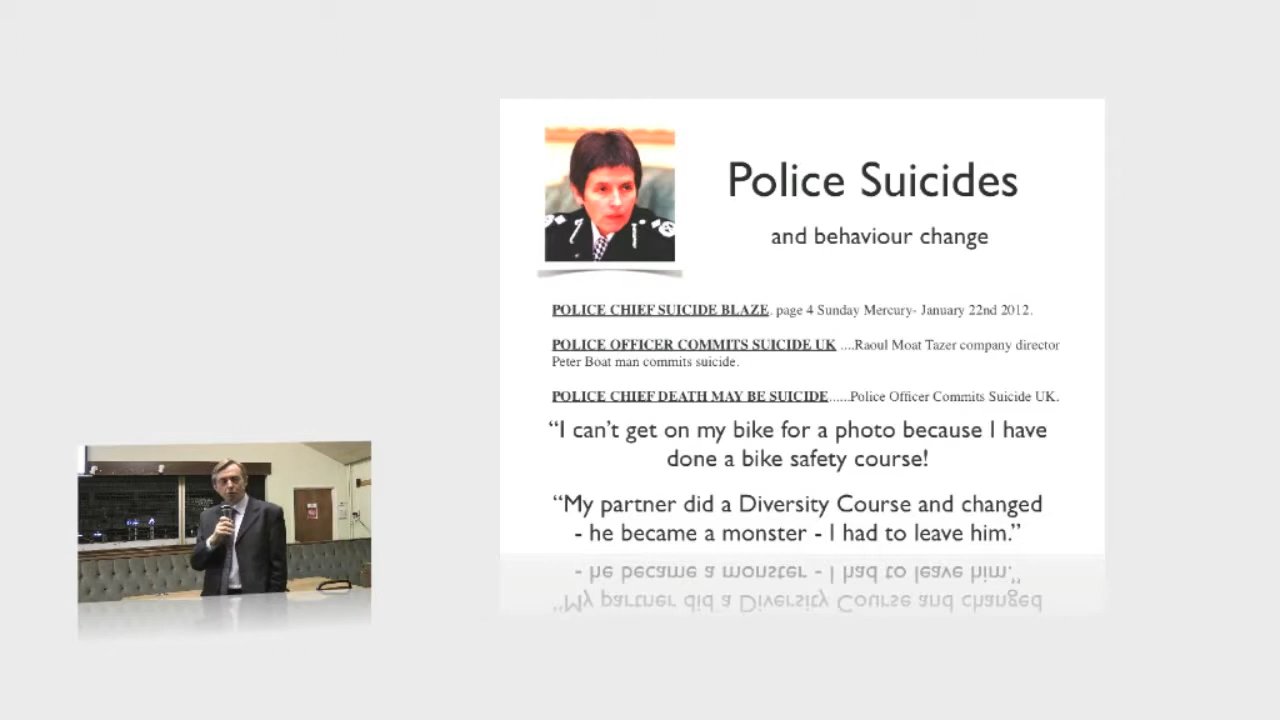 Police Suicides
and behaviour change
POLICE CHIEF SUICIDE BLAZE. page 4 Sunday Mercury- January 22nd 2012.
POLICE OFFICER COMMITS SUICIDE UK ....Raoul Moat Tazer company director
Peter Boat man commits suicide.
POLICE CHIEF DEATH MAY BE SUICIDE......Police Officer Commits Suicide UK.
“I can’t get on my bike for a photo because I have
done a bike safety course!
“My partner did a Diversity Course and changed
- he became a monster - I had to leave him.”